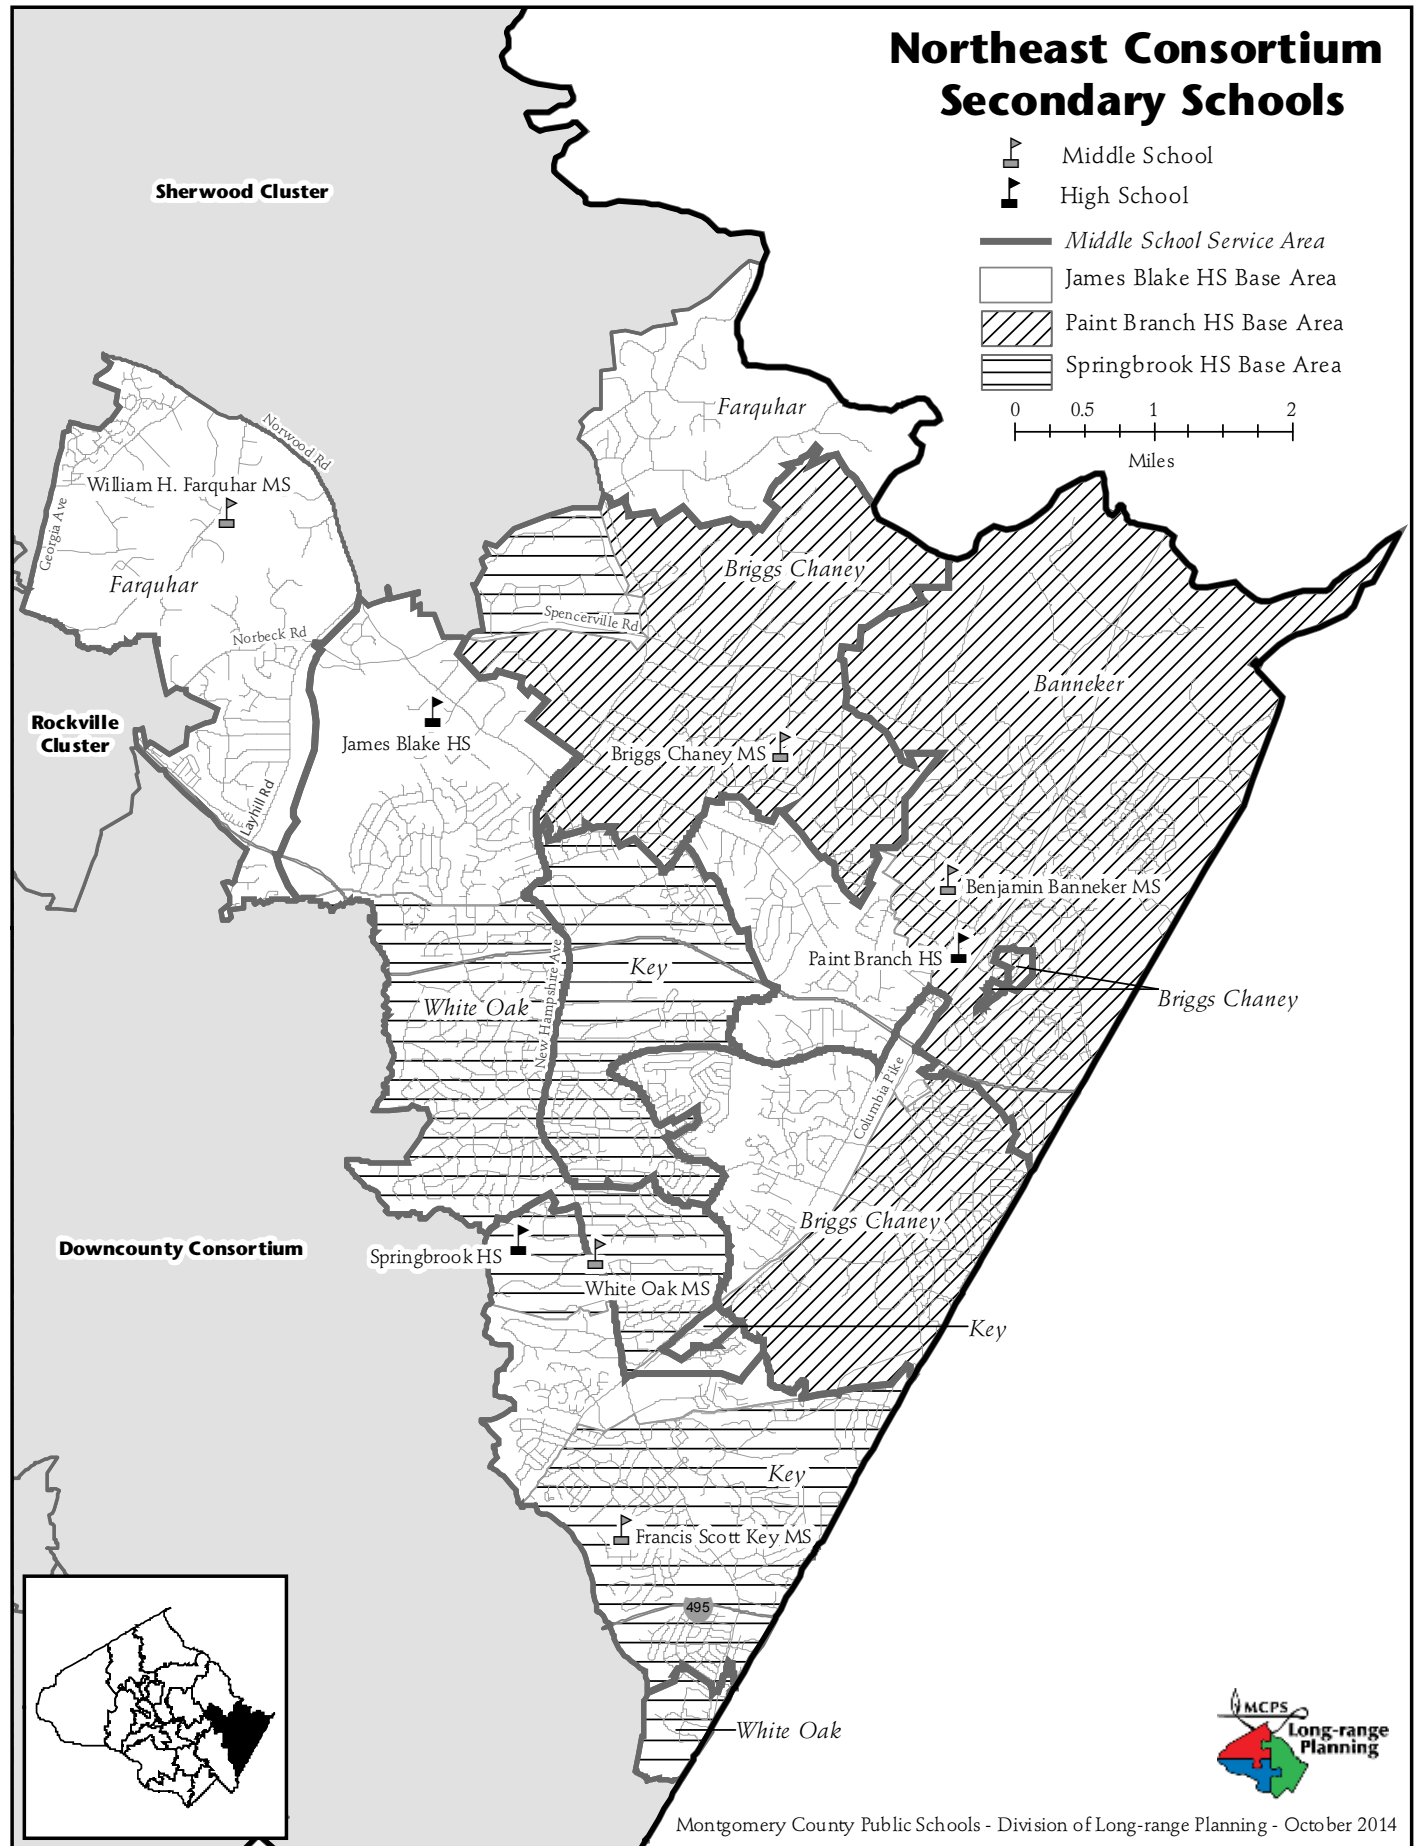 Northeast Consortium
Secondary Schools
Middle School
High School
Middle School Service Area
James Blake HS Base Area
Paint Branch HS Base Area
Springbrook HS Base Area
0 0.5 1 2
Miles
Sherwood Cluster
Farquhar
Norwood Rd
William H. Farquhar MS
Georgia Ave
Farquhar
Briggs Chaney
Spencerville Rd
Norbeck Rd
Banneker
Rockville
Cluster
James Blake HS
Briggs Chaney MS
Layhill Rd
Benjamin Banneker MS
Paint Branch HS
Key
White Oak
New Hampshire Ave
Briggs Chaney
Columbia Pike
Briggs Chaney
Downcounty Consortium
Springbrook HS
White Oak MS
Key
Key
Francis Scott Key MS
495
White Oak
MCPS
Long-range
Planning
Montgomery County Public Schools - Division of Long-range Planning - October 2014